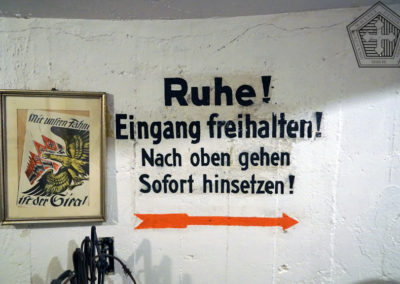 Ruhe!
Eingang freihalten!
Nach oben gehen
Sofort hinsetzen!
Mit unsern Fahnen
ist der Sieg!